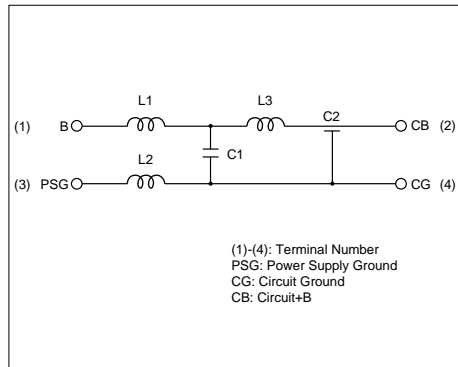 L1
L3
(1)
B
C2
CB
(2)
C1
L2
(3)
PSG
CG
(4)
(1)-(4): Terminal Number
PSG: Power Supply Ground
CG: Circuit Ground
CB: Circuit+B